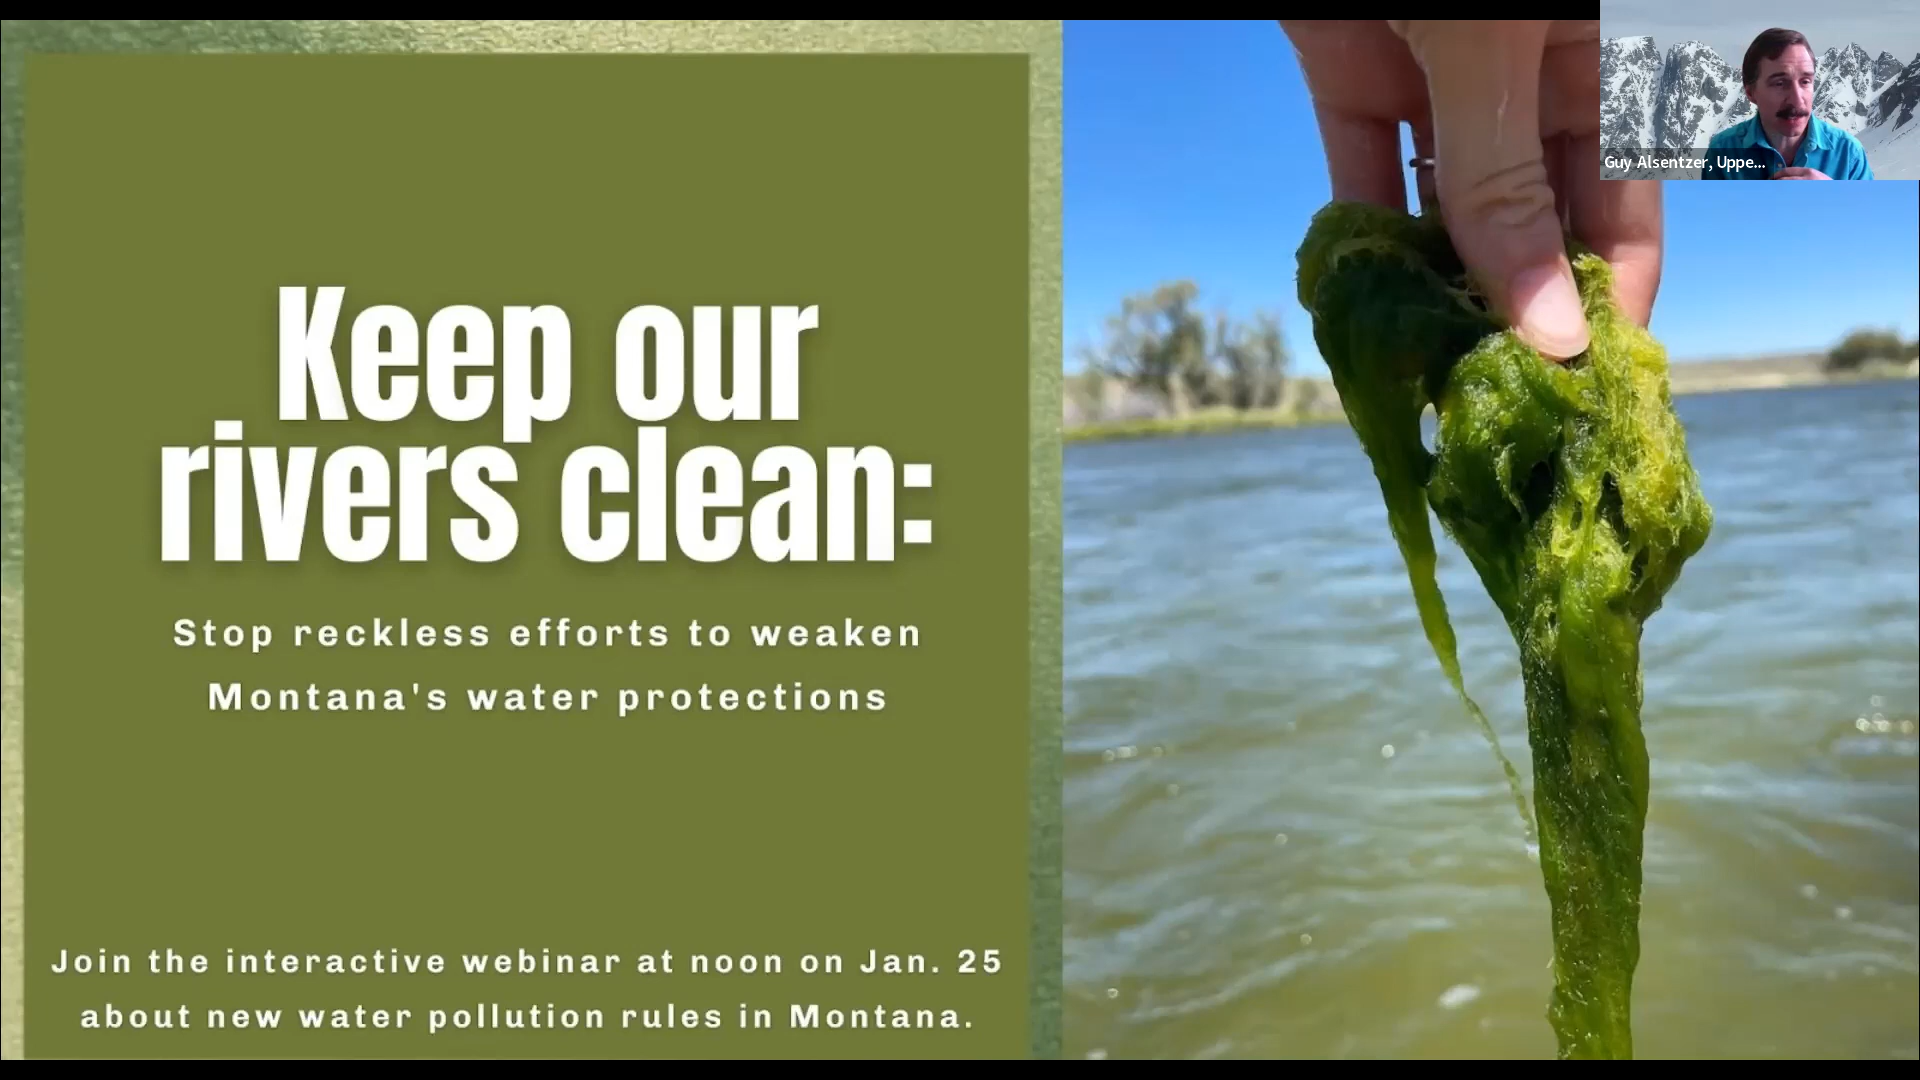 Keep our
rivers clean:
Stop reckless efforts to weaken
Montana's water protections
Join the interactive webinar at noon on Jan. 25
about new water pollution rules in Montana.
Guy Alsentzer, Uppe...